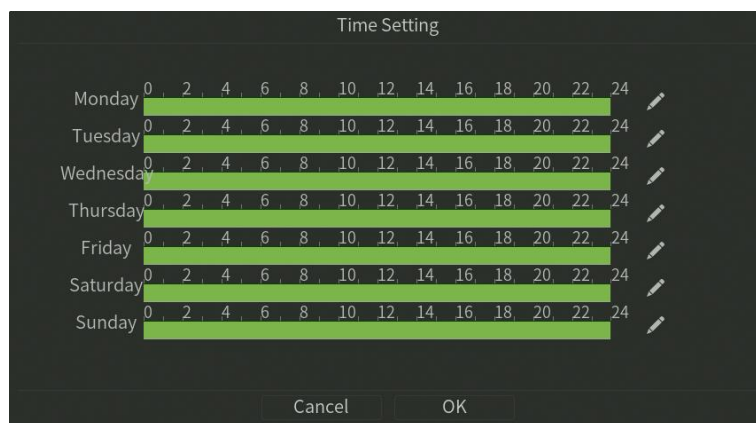 Time Setting
Monday 0 2 4 6 8 10 12 14 16 18 20 22 24
Tuesday 0 2 4 6 8 10 12 14 16 18 20 22 24
Wednesday 0 2 4 6 8 10 12 14 16 18 20 22 24
Thursday 0 2 4 6 8 10 12 14 16 18 20 22 24
Friday 0 2 4 6 8 10 12 14 16 18 20 22 24
Saturday 0 2 4 6 8 10 12 14 16 18 20 22 24
Sunday 0 2 4 6 8 10 12 14 16 18 20 22 24
Cancel OK